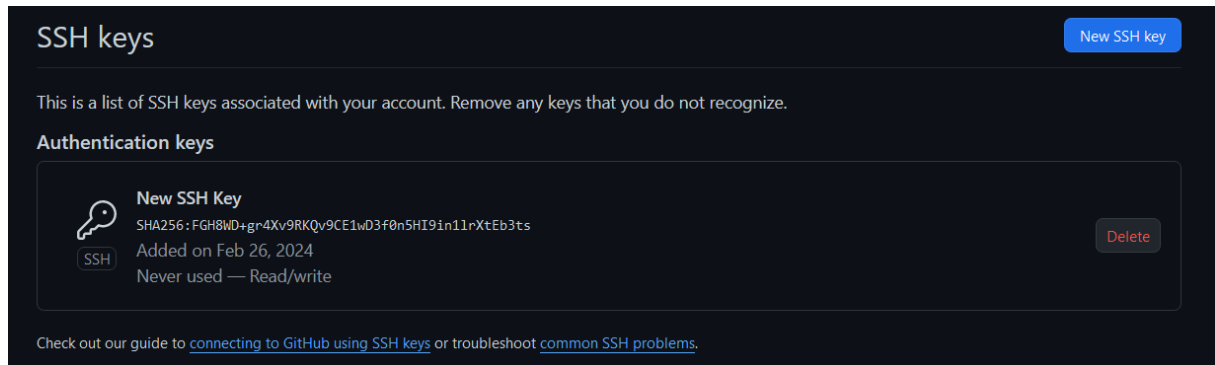 SSH keys
New SSH key
This is a list of SSH keys associated with your account. Remove any keys that you do not recognize.
Authentication keys
New SSH Key
SHA256:FGH8WD+gr4Xv9RKQv9CE1wD3f0n5HI9in1lrXtEb3ts
Added on Feb 26, 2024
Never used — Read/write
SSH
Delete
Check out our guide to connecting to GitHub using SSH keys or troubleshoot common SSH problems.